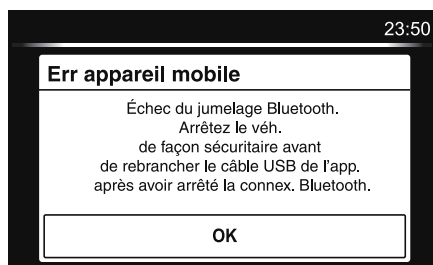 23:50
Err appareil mobile
Échec du jumelage Bluetooth.
Arrêtez le véh.
de façon sécuritaire avant
de rebrancher le câble USB de l'app.
après avoir arrêté la connex. Bluetooth.
OK